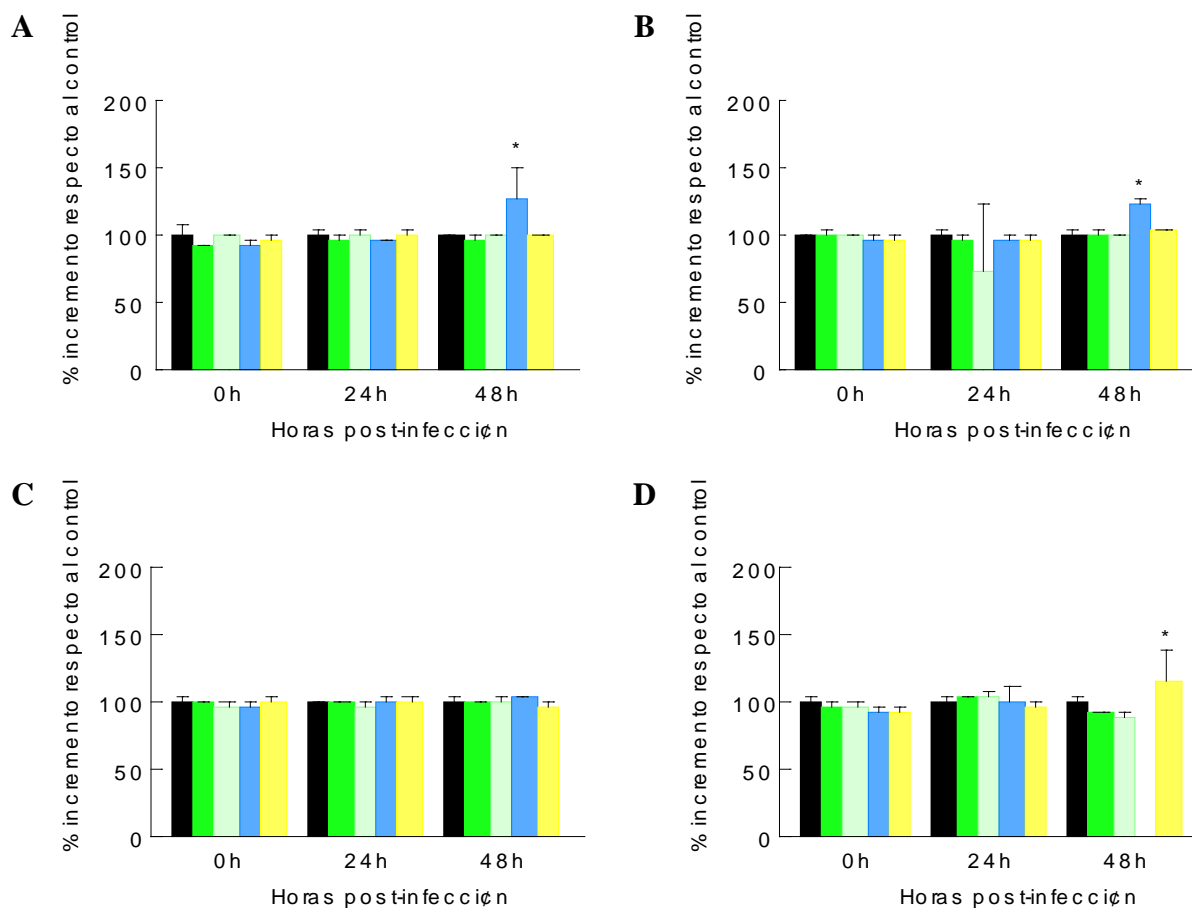 A
% incremento respecto al control
200
150
100
50
0
*
0h 24h 48h
Horas post-infecci¢n
B
% incremento respecto al control
200
150
100
50
0
*
0h 24h 48h
Horas post-infecci¢n
C
% incremento respecto al control
200
150
100
50
0
0h 24h 48h
Horas post-infecci¢n
D
% incremento respecto al control
200
150
100
50
0
*
0h 24h 48h
Horas post-infecci¢n